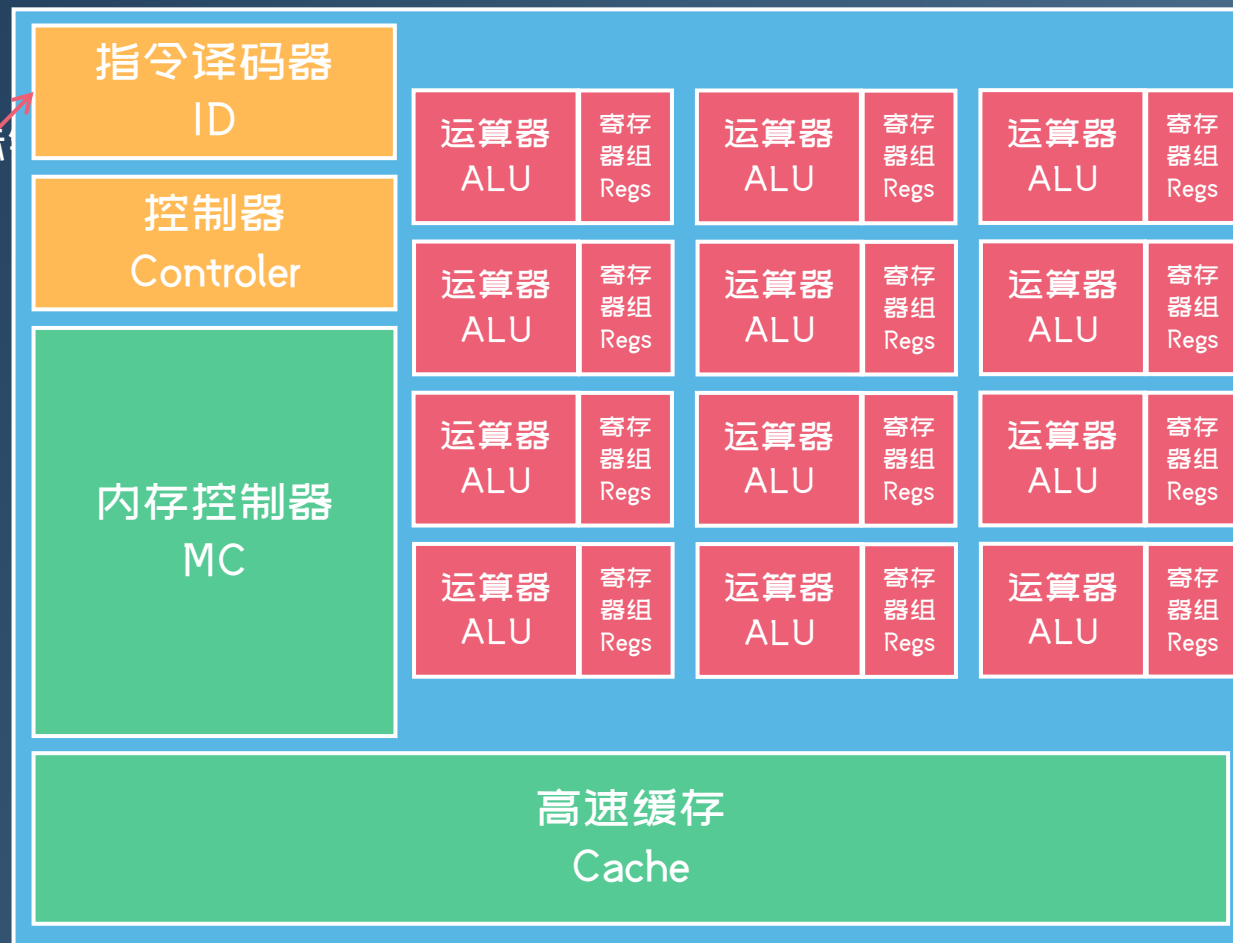 指令译码器
ID
控制器
Controler
内存控制器
MC
运算器
ALU
寄存
器组
Regs
运算器
ALU
寄存
器组
Regs
运算器
ALU
寄存
器组
Regs
运算器
ALU
寄存
器组
Regs
运算器
ALU
寄存
器组
Regs
运算器
ALU
寄存
器组
Regs
运算器
ALU
寄存
器组
Regs
运算器
ALU
寄存
器组
Regs
运算器
ALU
寄存
器组
Regs
运算器
ALU
寄存
器组
Regs
运算器
ALU
寄存
器组
Regs
运算器
ALU
寄存
器组
Regs
高速缓存
Cache